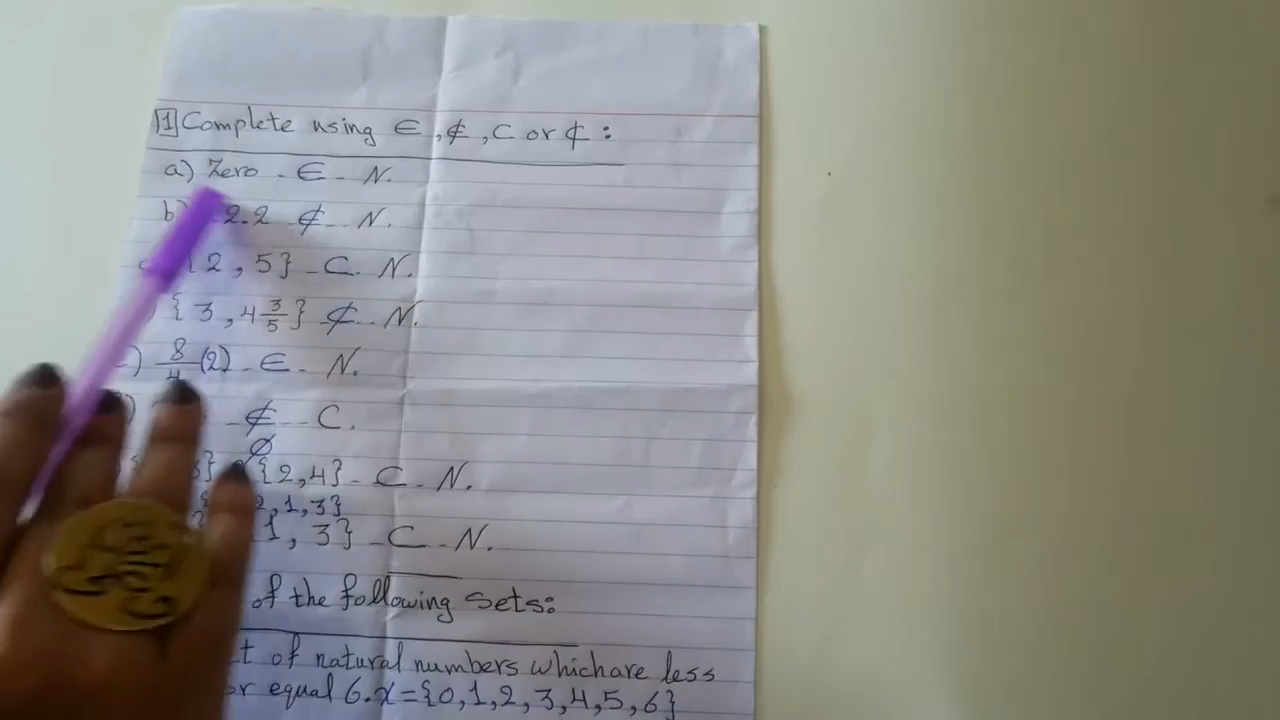 1 Complete using ∈, ∉, ⊂ or ⊄ :
a) Zero - ∈ - N.
b) 2.2 ∉ N.
{2, 5} - ⊂ N.
{3, 4 3/5} ⊄ N.
8/4 (2) - ∈ - N.
∉ C.
∅
{2,4} - ⊂ N.
2,1,3}
1, 3} - ⊂ - N.
of the following sets:
of natural numbers which are less
or equal 6. x = {0,1,2,3,4,5,6}